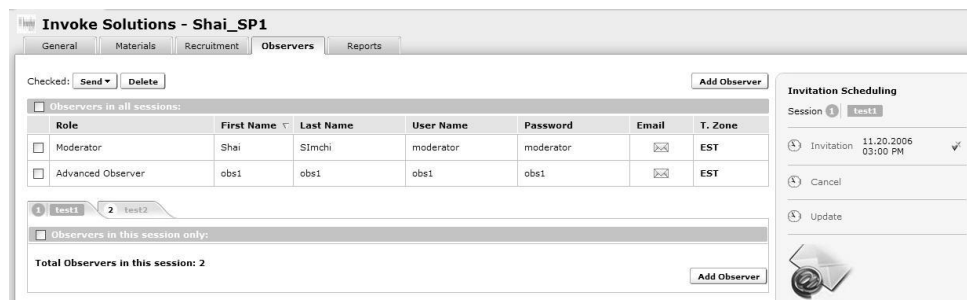 Invoke Solutions - Shai_SP1
General Materials Recruitment Observers Reports
Checked: Send Delete Add Observer
Observers in all sessions:
Role First Name Last Name User Name Password Email T. Zone
Moderator Shai SImchi moderator moderator EST
Advanced Observer obs1 obs1 obs1 obs1 EST
1 test1 2 test2
Observers in this session only:
Total Observers in this session: 2
Add Observer
Invitation Scheduling
Session 1 test1
Invitation 11.20.2006
03:00 PM
Cancel
Update
@